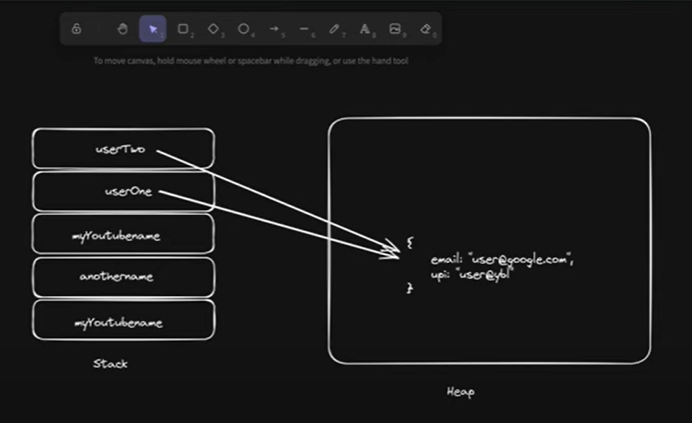 1
2
3
4
5
6
7
A
8
9
0
To move canvas, hold mouse wheel or spacebar while dragging, or use the hand tool
userTwo
userOne
myYoutubename
anothername
myYoutubename
Stack
{
email: "user@google.com",
upi: "user@ybl"
}
Heap